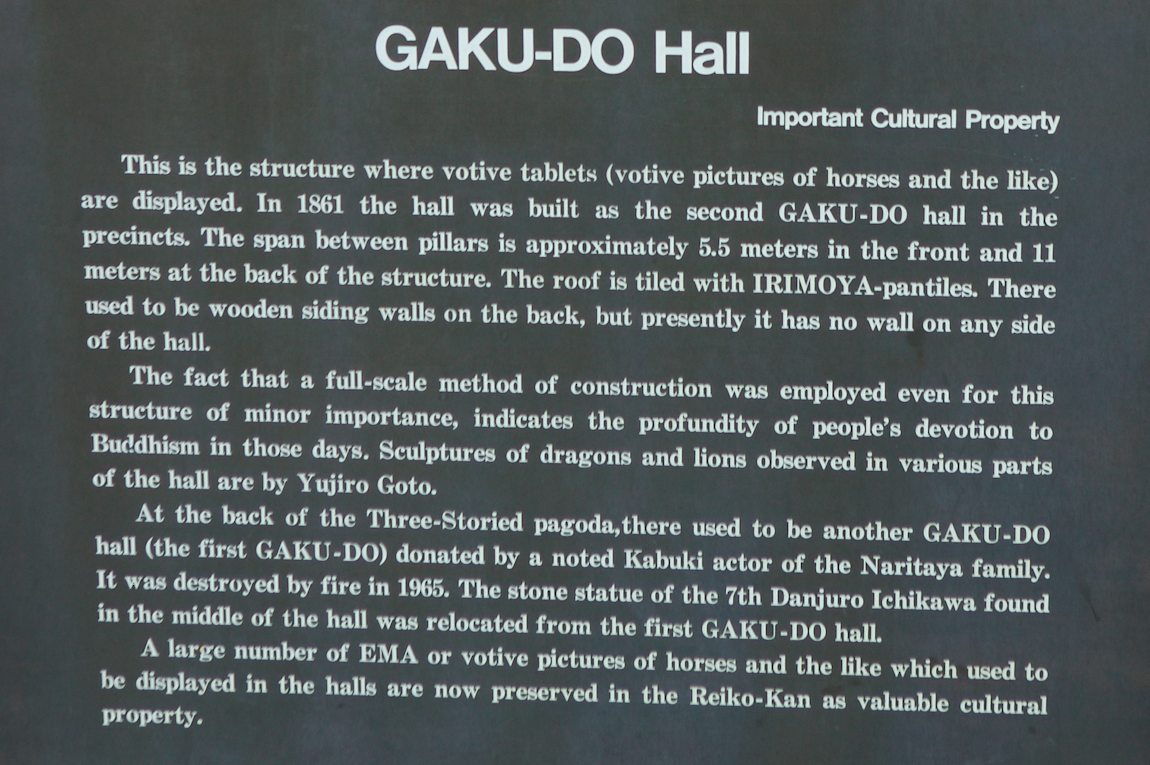 GAKU-DO Hall
Important Cultural Property
This is the structure where votive tablets (votive pictures of horses and the like)
are displayed. In 1861 the hall was built as the second GAKU-DO hall in the
precincts. The span between pillars is approximately 5.5 meters in the front and 11
meters at the back of the structure. The roof is tiled with IRIMOYA-pantiles. There
used to be wooden siding walls on the back, but presently it has no wall on any side
of the hall.
The fact that a full-scale method of construction was employed even for this
structure of minor importance, indicates the profundity of people's devotion to
Buddhism in those days. Sculptures of dragons and lions observed in various parts
of the hall are by Yujiro Goto.
At the back of the Three-Storied pagoda,there used to be another GAKU-DO
hall (the first GAKU-DO) donated by a noted Kabuki actor of the Naritaya family.
It was destroyed by fire in 1965. The stone statue of the 7th Danjuro Ichikawa found
in the middle of the hall was relocated from the first GAKU-DO hall.
A large number of EMA or votive pictures of horses and the like which used to
be displayed in the halls are now preserved in the Reiko-Kan as valuable cultural
property.